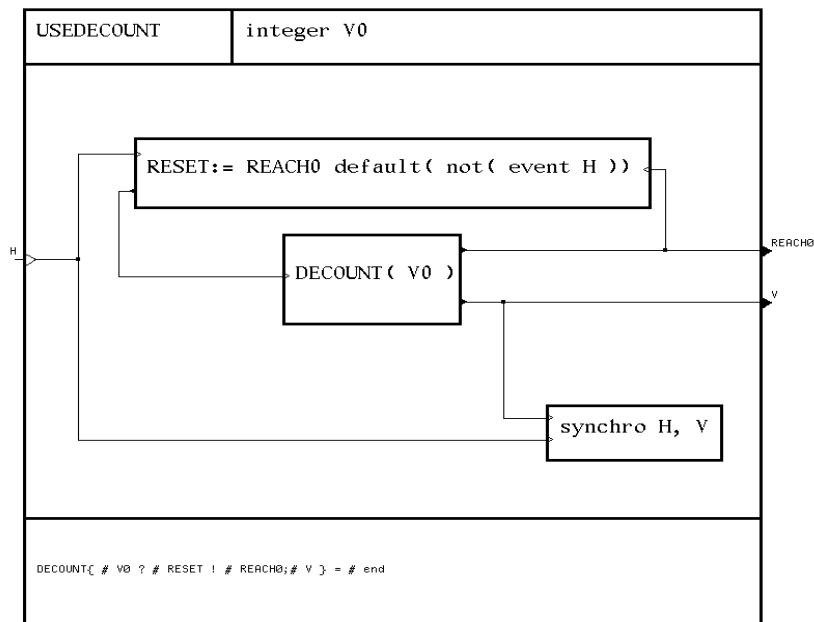 USEDECOUNT
integer V0
RESET:= REACH0 default( not( event H ))
H
REACH0
DECOUNT( V0 )
V
synchro H, V
DECOUNT{ # V0 ? # RESET ! # REACH0;# V } = # end